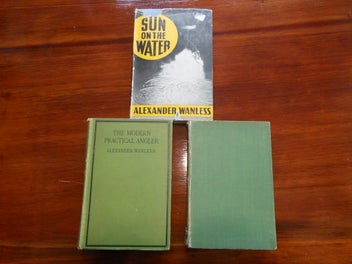 SUN
ON THE
WATER
ALEXANDER WANLESS
THE MODERN
PRACTICAL ANGLER
ALEXANDER WANLESS